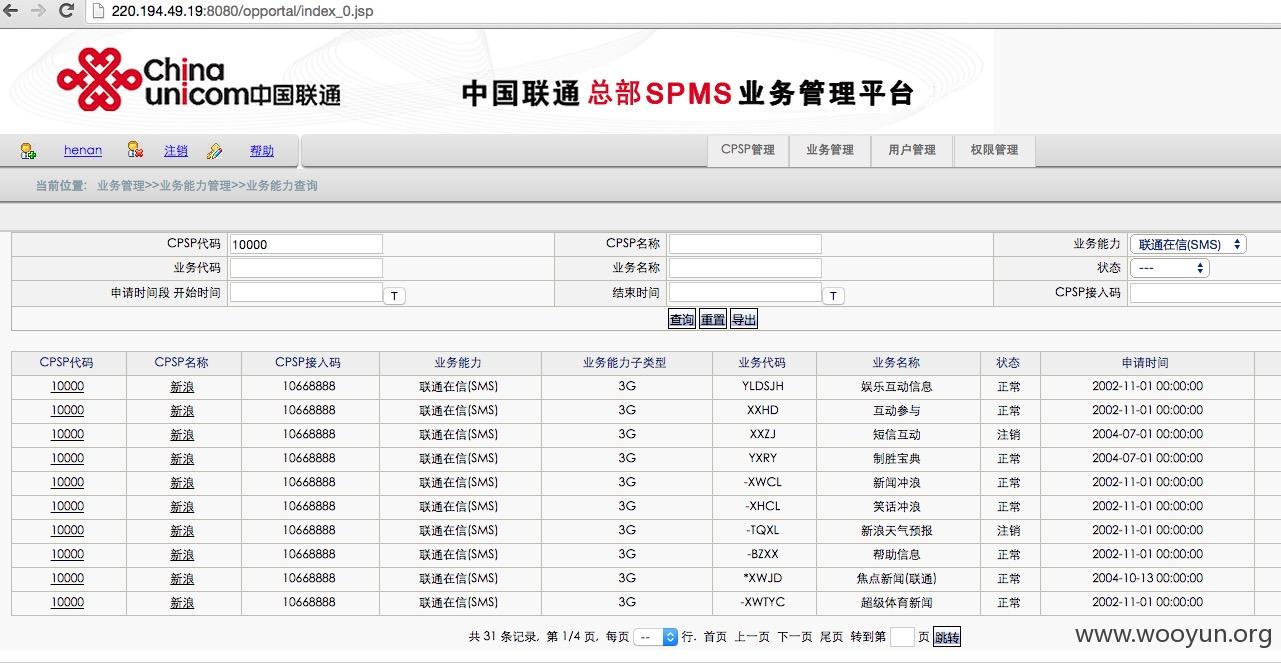 220.194.49.19:8080/opportal/index_0.jsp
China unicom中国联通
中国联通 总部SPMS 业务管理平台
henan 注销 帮助 CPSP管理 业务管理 用户管理 权限管理
当前位置: 业务管理>>业务能力管理>>业务能力查询
CPSP代码 10000 CPSP名称 业务能力 联通在信(SMS)
业务代码 业务名称 状态 ---
申请时间段 开始时间 T 结束时间 T CPSP接入码
查询 重置 导出
CPSP代码 CPSP名称 CPSP接入码 业务能力 业务能力子类型 业务代码 业务名称 状态 申请时间
10000 新浪 10668888 联通在信(SMS) 3G YLDSJH 娱乐互动信息 正常 2002-11-01 00:00:00
10000 新浪 10668888 联通在信(SMS) 3G XXHD 互动参与 正常 2002-11-01 00:00:00
10000 新浪 10668888 联通在信(SMS) 3G XXZJ 短信互动 注销 2004-07-01 00:00:00
10000 新浪 10668888 联通在信(SMS) 3G YXRY 制胜宝典 正常 2004-07-01 00:00:00
10000 新浪 10668888 联通在信(SMS) 3G -XWCL 新闻冲浪 正常 2002-11-01 00:00:00
10000 新浪 10668888 联通在信(SMS) 3G -XHCL 笑话冲浪 正常 2002-11-01 00:00:00
10000 新浪 10668888 联通在信(SMS) 3G -TQXL 新浪天气预报 注销 2002-11-01 00:00:00
10000 新浪 10668888 联通在信(SMS) 3G -BZXX 帮助信息 正常 2002-11-01 00:00:00
10000 新浪 10668888 联通在信(SMS) 3G *XWJD 焦点新闻(联通) 正常 2004-10-13 00:00:00
10000 新浪 10668888 联通在信(SMS) 3G -XWTYC 超级体育新闻 正常 2002-11-01 00:00:00
共 31 条记录, 第 1/4 页, 每页 -- 行. 首页 上一页 下一页 尾页 转到第 页 跳转
www.wooyun.org